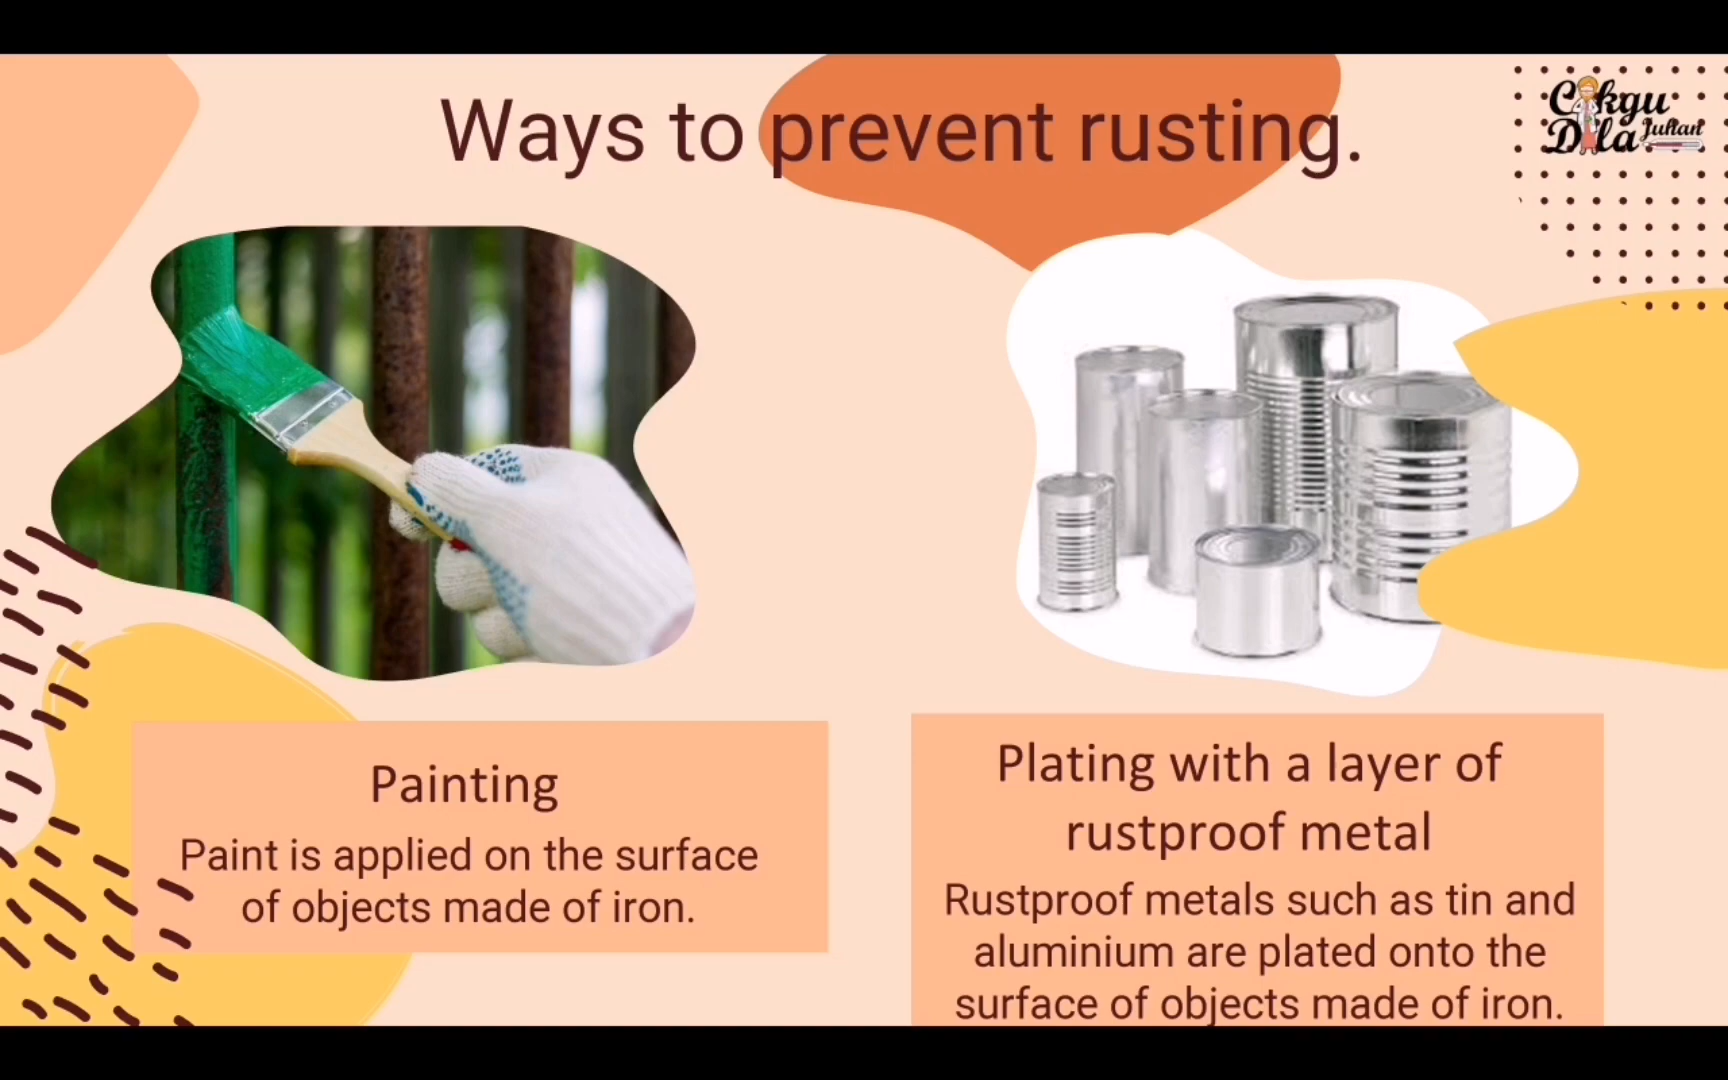 Ways to prevent rusting.
Cikgu
Dila Juhari
Painting
Paint is applied on the surface
of objects made of iron.
Plating with a layer of
rustproof metal
Rustproof metals such as tin and
aluminium are plated onto the
surface of objects made of iron.